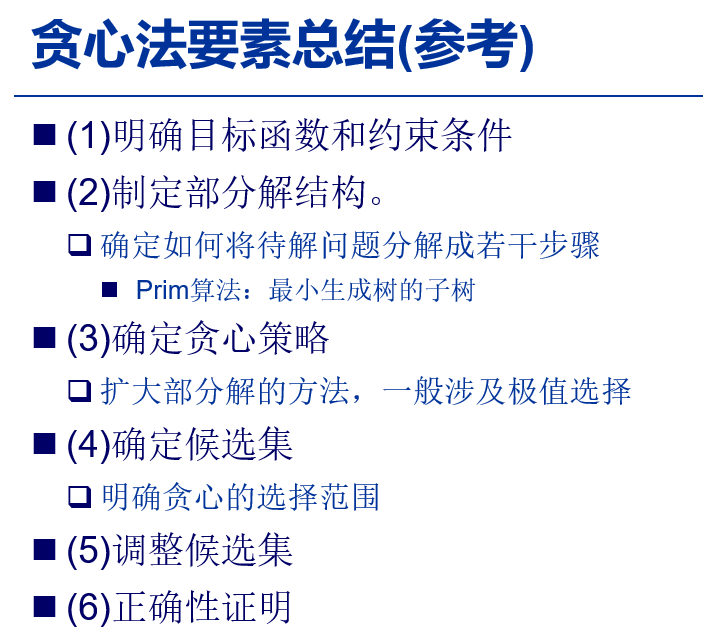 贪心法要素总结(参考)
(1)明确目标函数和约束条件
(2)制定部分解结构。
确定如何将待解问题分解成若干步骤
Prim算法：最小生成树的子树
(3)确定贪心策略
扩大部分解的方法，一般涉及极值选择
(4)确定候选集
明确贪心的选择范围
(5)调整候选集
(6)正确性证明